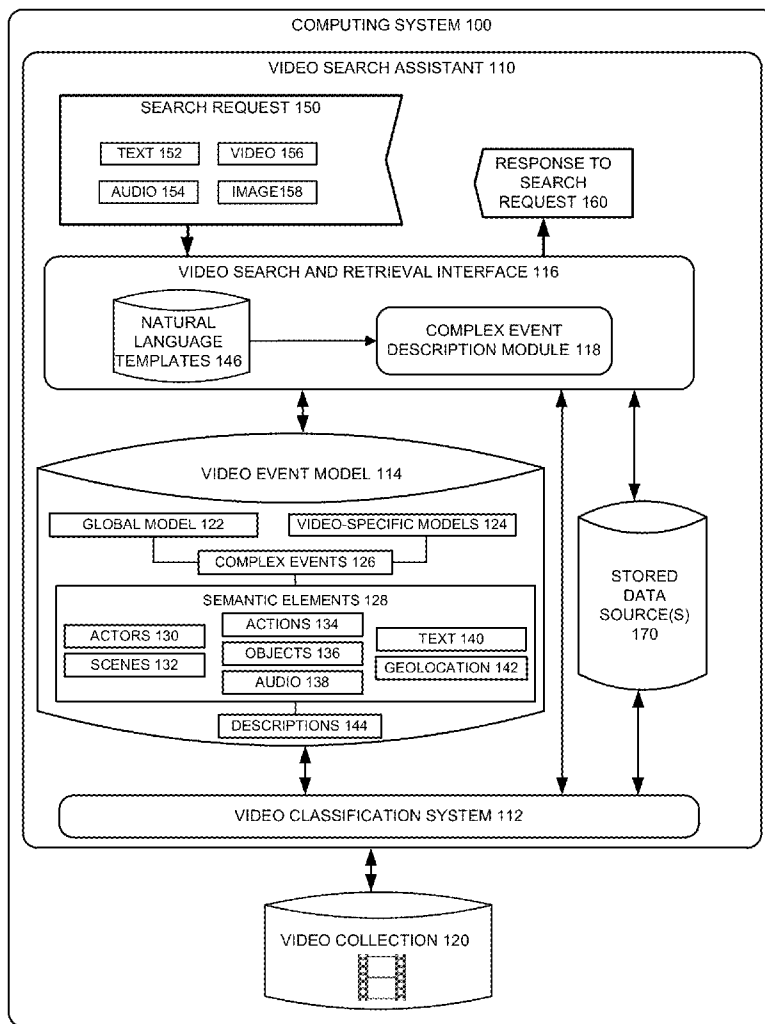 COMPUTING SYSTEM 100
VIDEO SEARCH ASSISTANT 110
SEARCH REQUEST 150
TEXT 152
VIDEO 156
AUDIO 154
IMAGE158
RESPONSE TO
SEARCH
REQUEST 160
VIDEO SEARCH AND RETRIEVAL INTERFACE 116
NATURAL
LANGUAGE
TEMPLATES 146
COMPLEX EVENT
DESCRIPTION MODULE 118
VIDEO EVENT MODEL 114
GLOBAL MODEL 122
VIDEO-SPECIFIC MODELS 124
COMPLEX EVENTS 126
SEMANTIC ELEMENTS 128
ACTORS 130
SCENES 132
ACTIONS 134
OBJECTS 136
AUDIO 138
TEXT 140
GEOLOCATION 142
DESCRIPTIONS 144
STORED
DATA
SOURCE(S)
170
VIDEO CLASSIFICATION SYSTEM 112
VIDEO COLLECTION 120